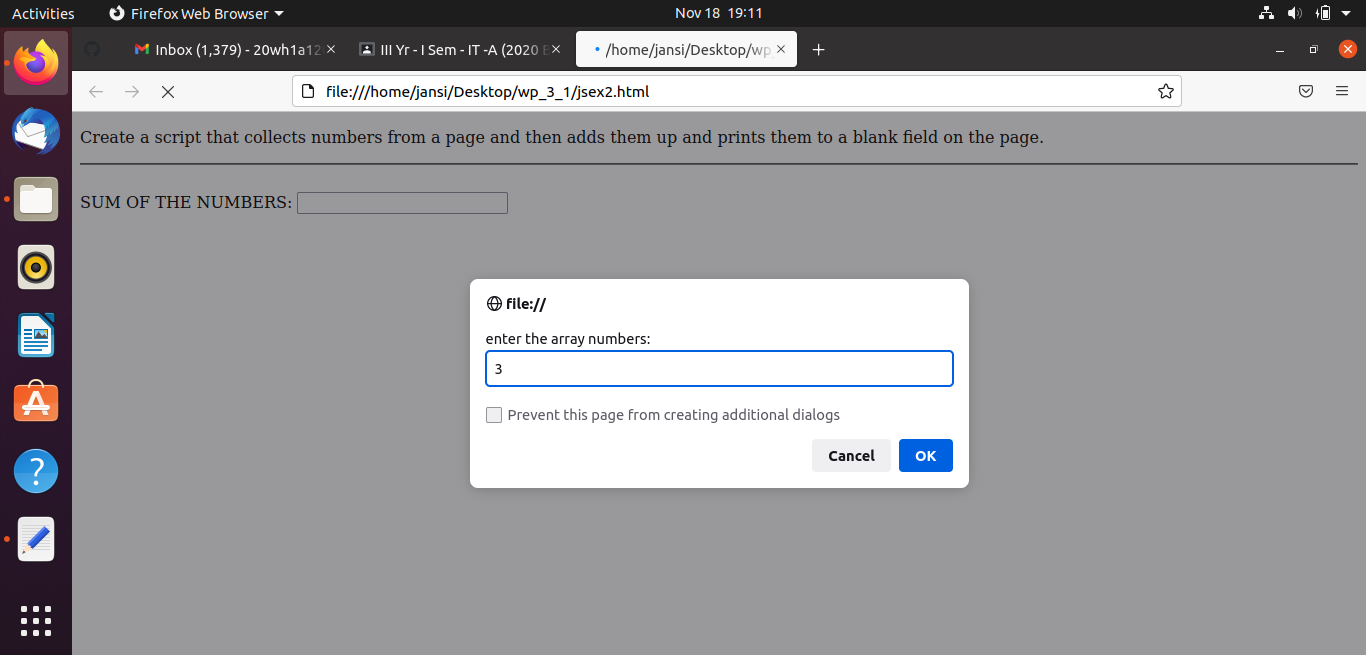 Activities Firefox Web Browser Nov 18 19:11
Inbox (1,379) - 20wh1a12 III Yr - I Sem - IT -A (2020 B /home/jansi/Desktop/wp_
file:///home/jansi/Desktop/wp_3_1/jsex2.html
Create a script that collects numbers from a page and then adds them up and prints them to a blank field on the page.
SUM OF THE NUMBERS:
file://
enter the array numbers:
3
Prevent this page from creating additional dialogs
Cancel OK